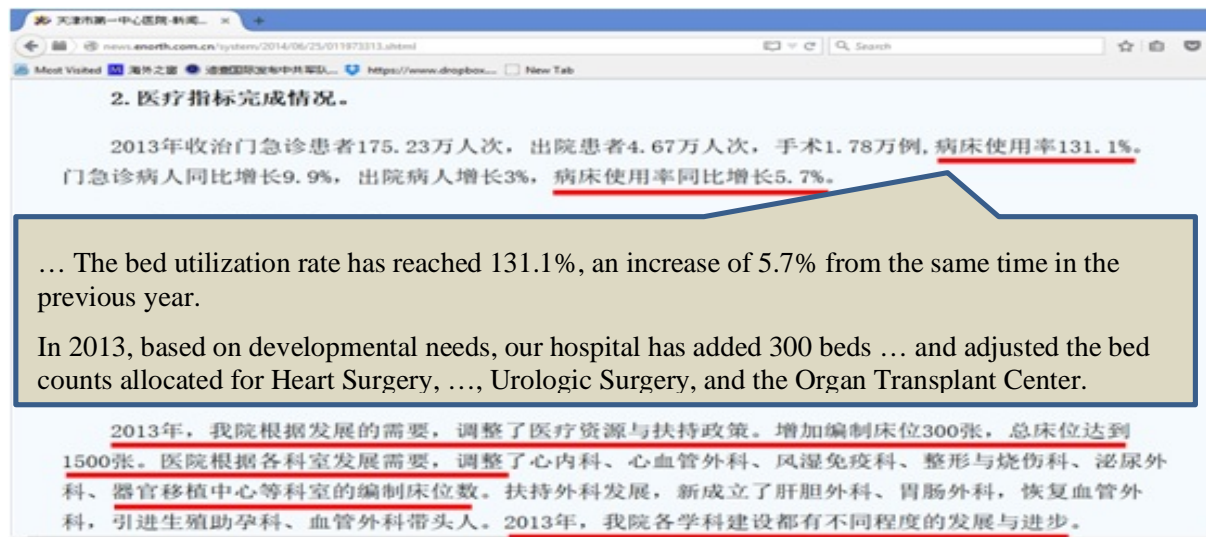 天津市第一中心医院-新闻... × +
news.enorth.com.cn/system/2014/06/25/011973313.shtml Search
Most Visited 海外之窗 追查国际发布中共军队... https://www.dropbox.... New Tab
2. 医疗指标完成情况。
2013年收治门急诊患者175.23万人次，出院患者4.67万人次，手术1.78万例,病床使用率131.1%。
门急诊病人同比增长9.9%，出院病人增长3%，病床使用率同比增长5.7%。
… The bed utilization rate has reached 131.1%, an increase of 5.7% from the same time in the
previous year.
In 2013, based on developmental needs, our hospital has added 300 beds … and adjusted the bed
counts allocated for Heart Surgery, …, Urologic Surgery, and the Organ Transplant Center.
2013年，我院根据发展的需要，调整了医疗资源与扶持政策。增加编制床位300张，总床位达到
1500张。医院根据各科室发展需要，调整了心内科、心血管外科、风湿免疫科、整形与烧伤科、泌尿外
科、器官移植中心等科室的编制床位数。扶持外科发展，新成立了肝胆外科、胃肠外科，恢复血管外
科，引进生殖助孕科、血管外科带头人。2013年，我院各学科建设都有不同程度的发展与进步。